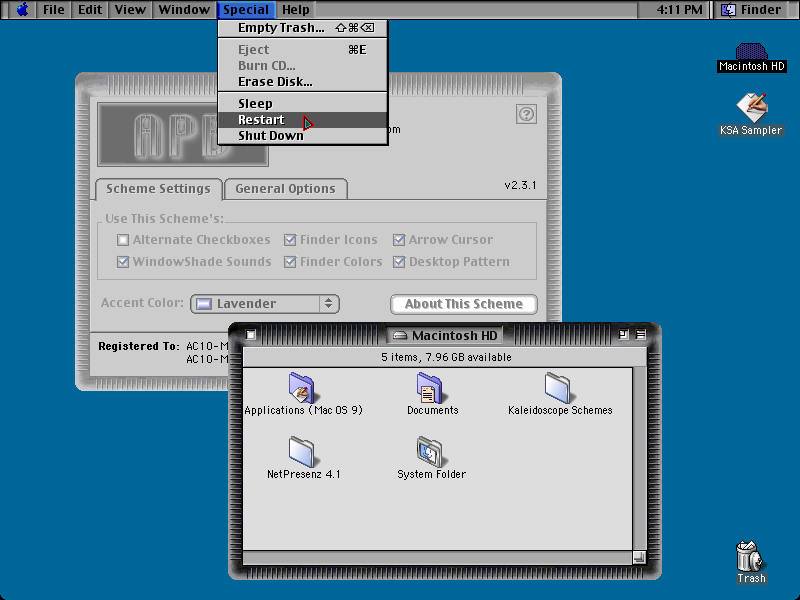 File Edit View Window Special Help 4:11 PM Finder
Empty Trash... ⇧⌘⌫
Eject ⌘E
Burn CD...
Erase Disk...
Sleep
Restart
Shut Down
Macintosh HD
KSA Sampler
om
Scheme Settings General Options v2.3.1
Use This Scheme's:
Alternate Checkboxes Finder Icons Arrow Cursor
WindowShade Sounds Finder Colors Desktop Pattern
Accent Color: Lavender About This Scheme
Registered To: AC10-M
AC10-M
Macintosh HD
5 items, 7.96 GB available
Applications (Mac OS 9) Documents Kaleidoscope Schemes
NetPresenz 4.1 System Folder
Trash